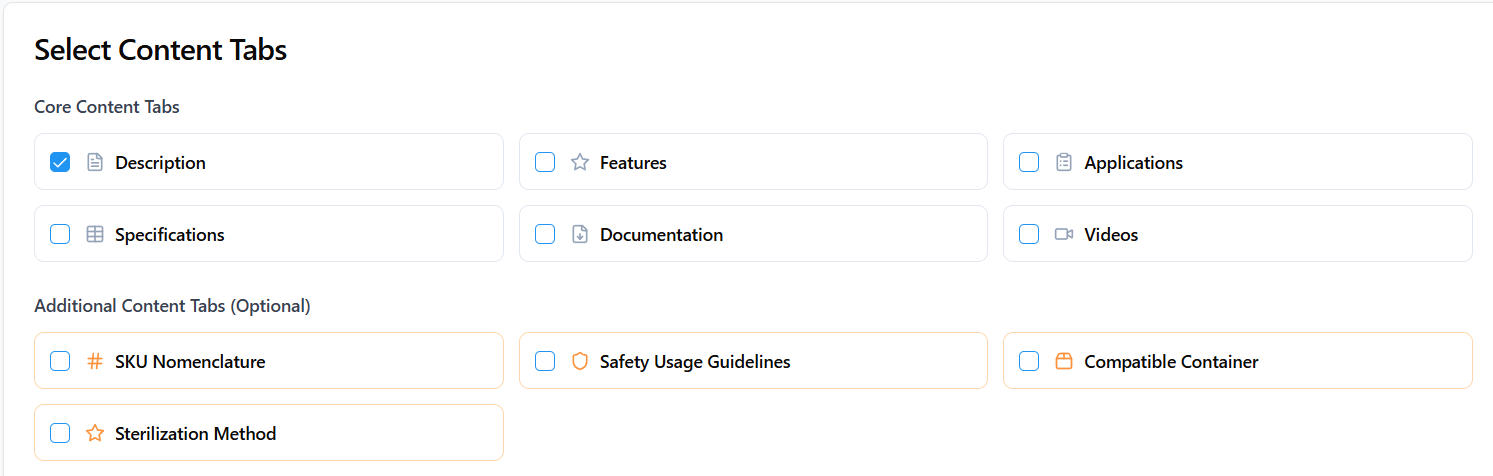 Select Content Tabs
Core Content Tabs
Description
Features
Applications
Specifications
Documentation
Videos
Additional Content Tabs (Optional)
SKU Nomenclature
Safety Usage Guidelines
Compatible Container
Sterilization Method